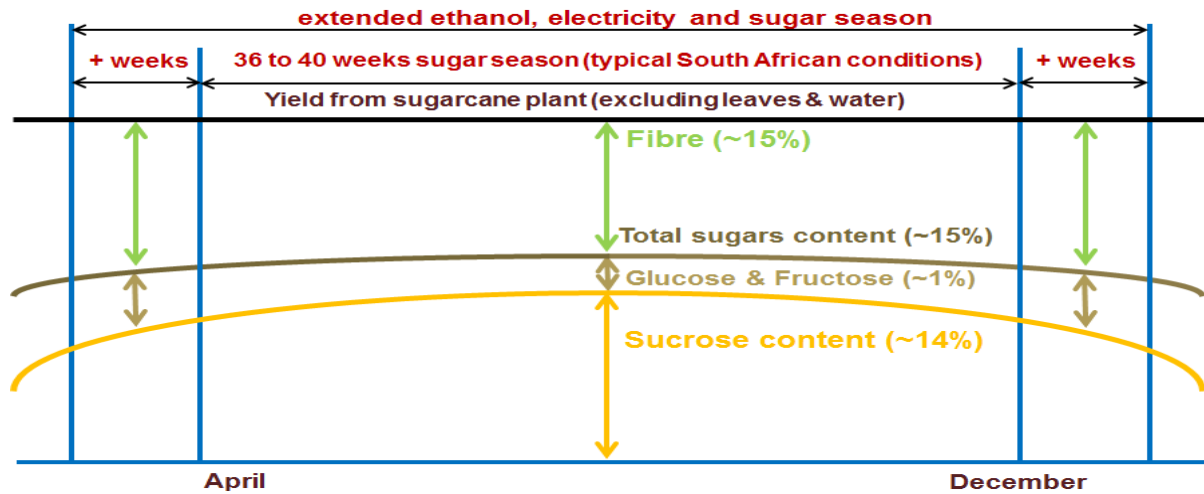 extended ethanol, electricity and sugar season
+ weeks
36 to 40 weeks sugar season (typical South African conditions)
+ weeks
Yield from sugarcane plant (excluding leaves & water)
Fibre (~15%)
Total sugars content (~15%)
Glucose & Fructose (~1%)
Sucrose content (~14%)
April
December